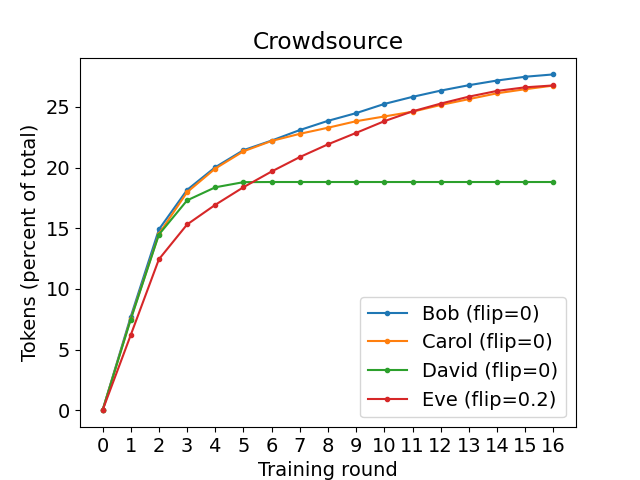 Crowdsource
Tokens (percent of total)
25
20
15
10
5
0
Bob (flip=0)
Carol (flip=0)
David (flip=0)
Eve (flip=0.2)
0 1 2 3 4 5 6 7 8 9 10 11 12 13 14 15 16
Training round